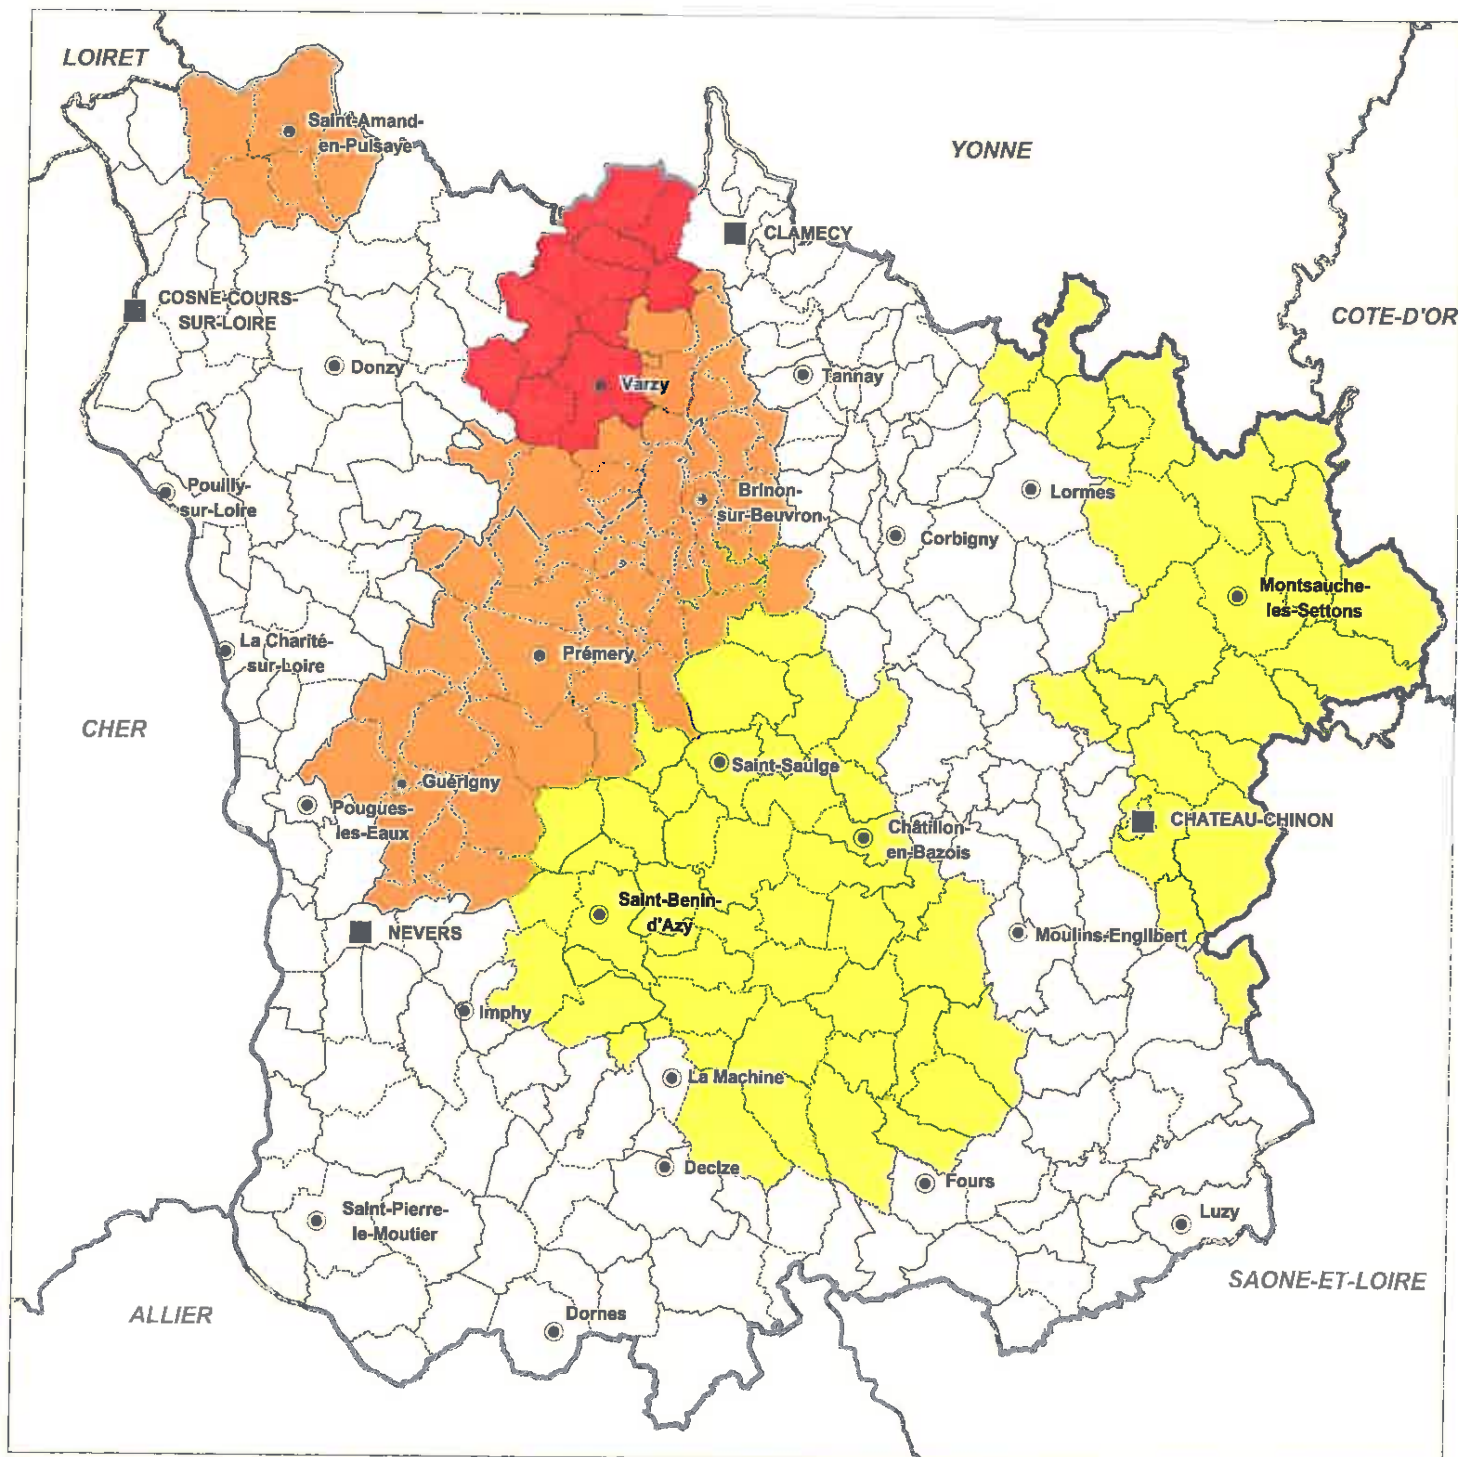 LOIRET
Saint-Amand-
en-Puisaye
YONNE
CLAMECY
COSNE-COURS-
SUR-LOIRE
COTE-D'OR
Donzy
Varzy
Tannay
Pouilly-
sur-Loire
Brinon-
sur-Beuvron
Lormes
Corbigny
Montsauche-
les-Settons
La Charité-
sur-Loire
Prémery
CHER
Saint-Saulge
Guérigny
Pougues-
les-Eaux
Châtillon-
en-Bazois
CHATEAU-CHINON
Saint-Benin-
d'Azy
NEVERS
Moulins-Engilbert
Imphy
La Machine
Decize
Fours
Saint-Pierre-
le-Moutier
Luzy
SAONE-ET-LOIRE
ALLIER
Dornes